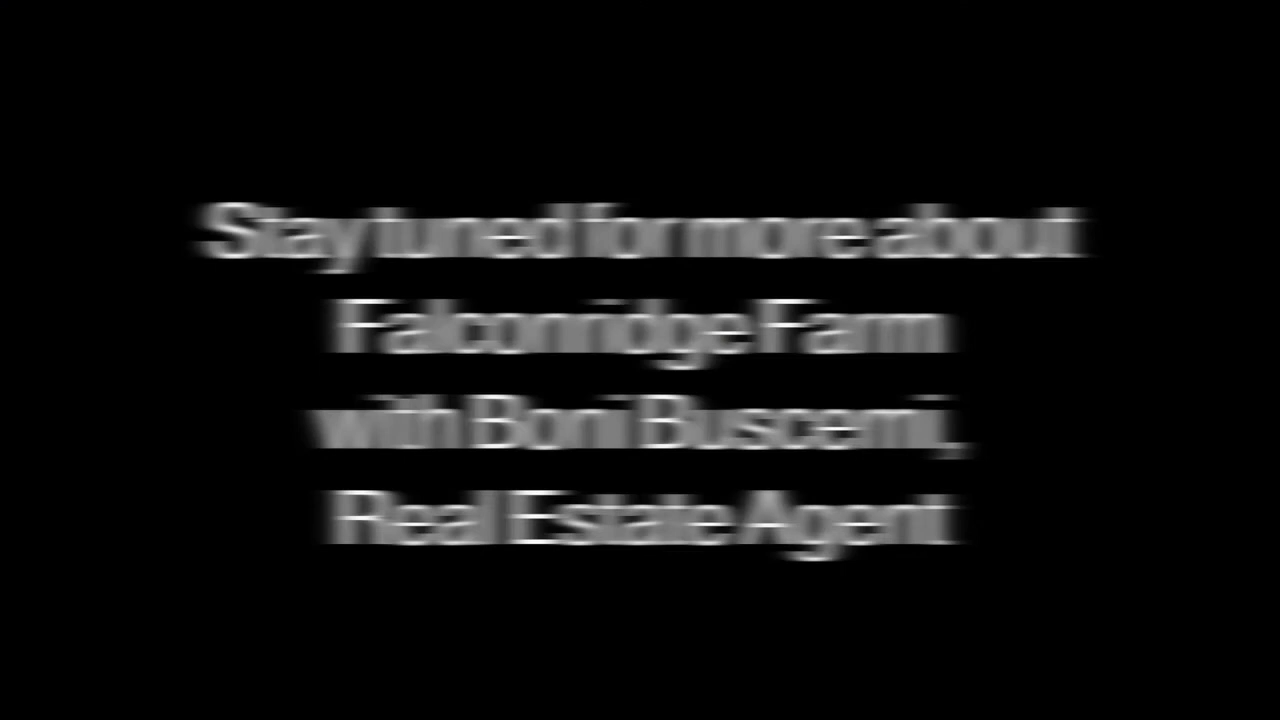 Stay tuned for more about
Falconridge Farm
with Boni Buscemi,
Real Estate Agent